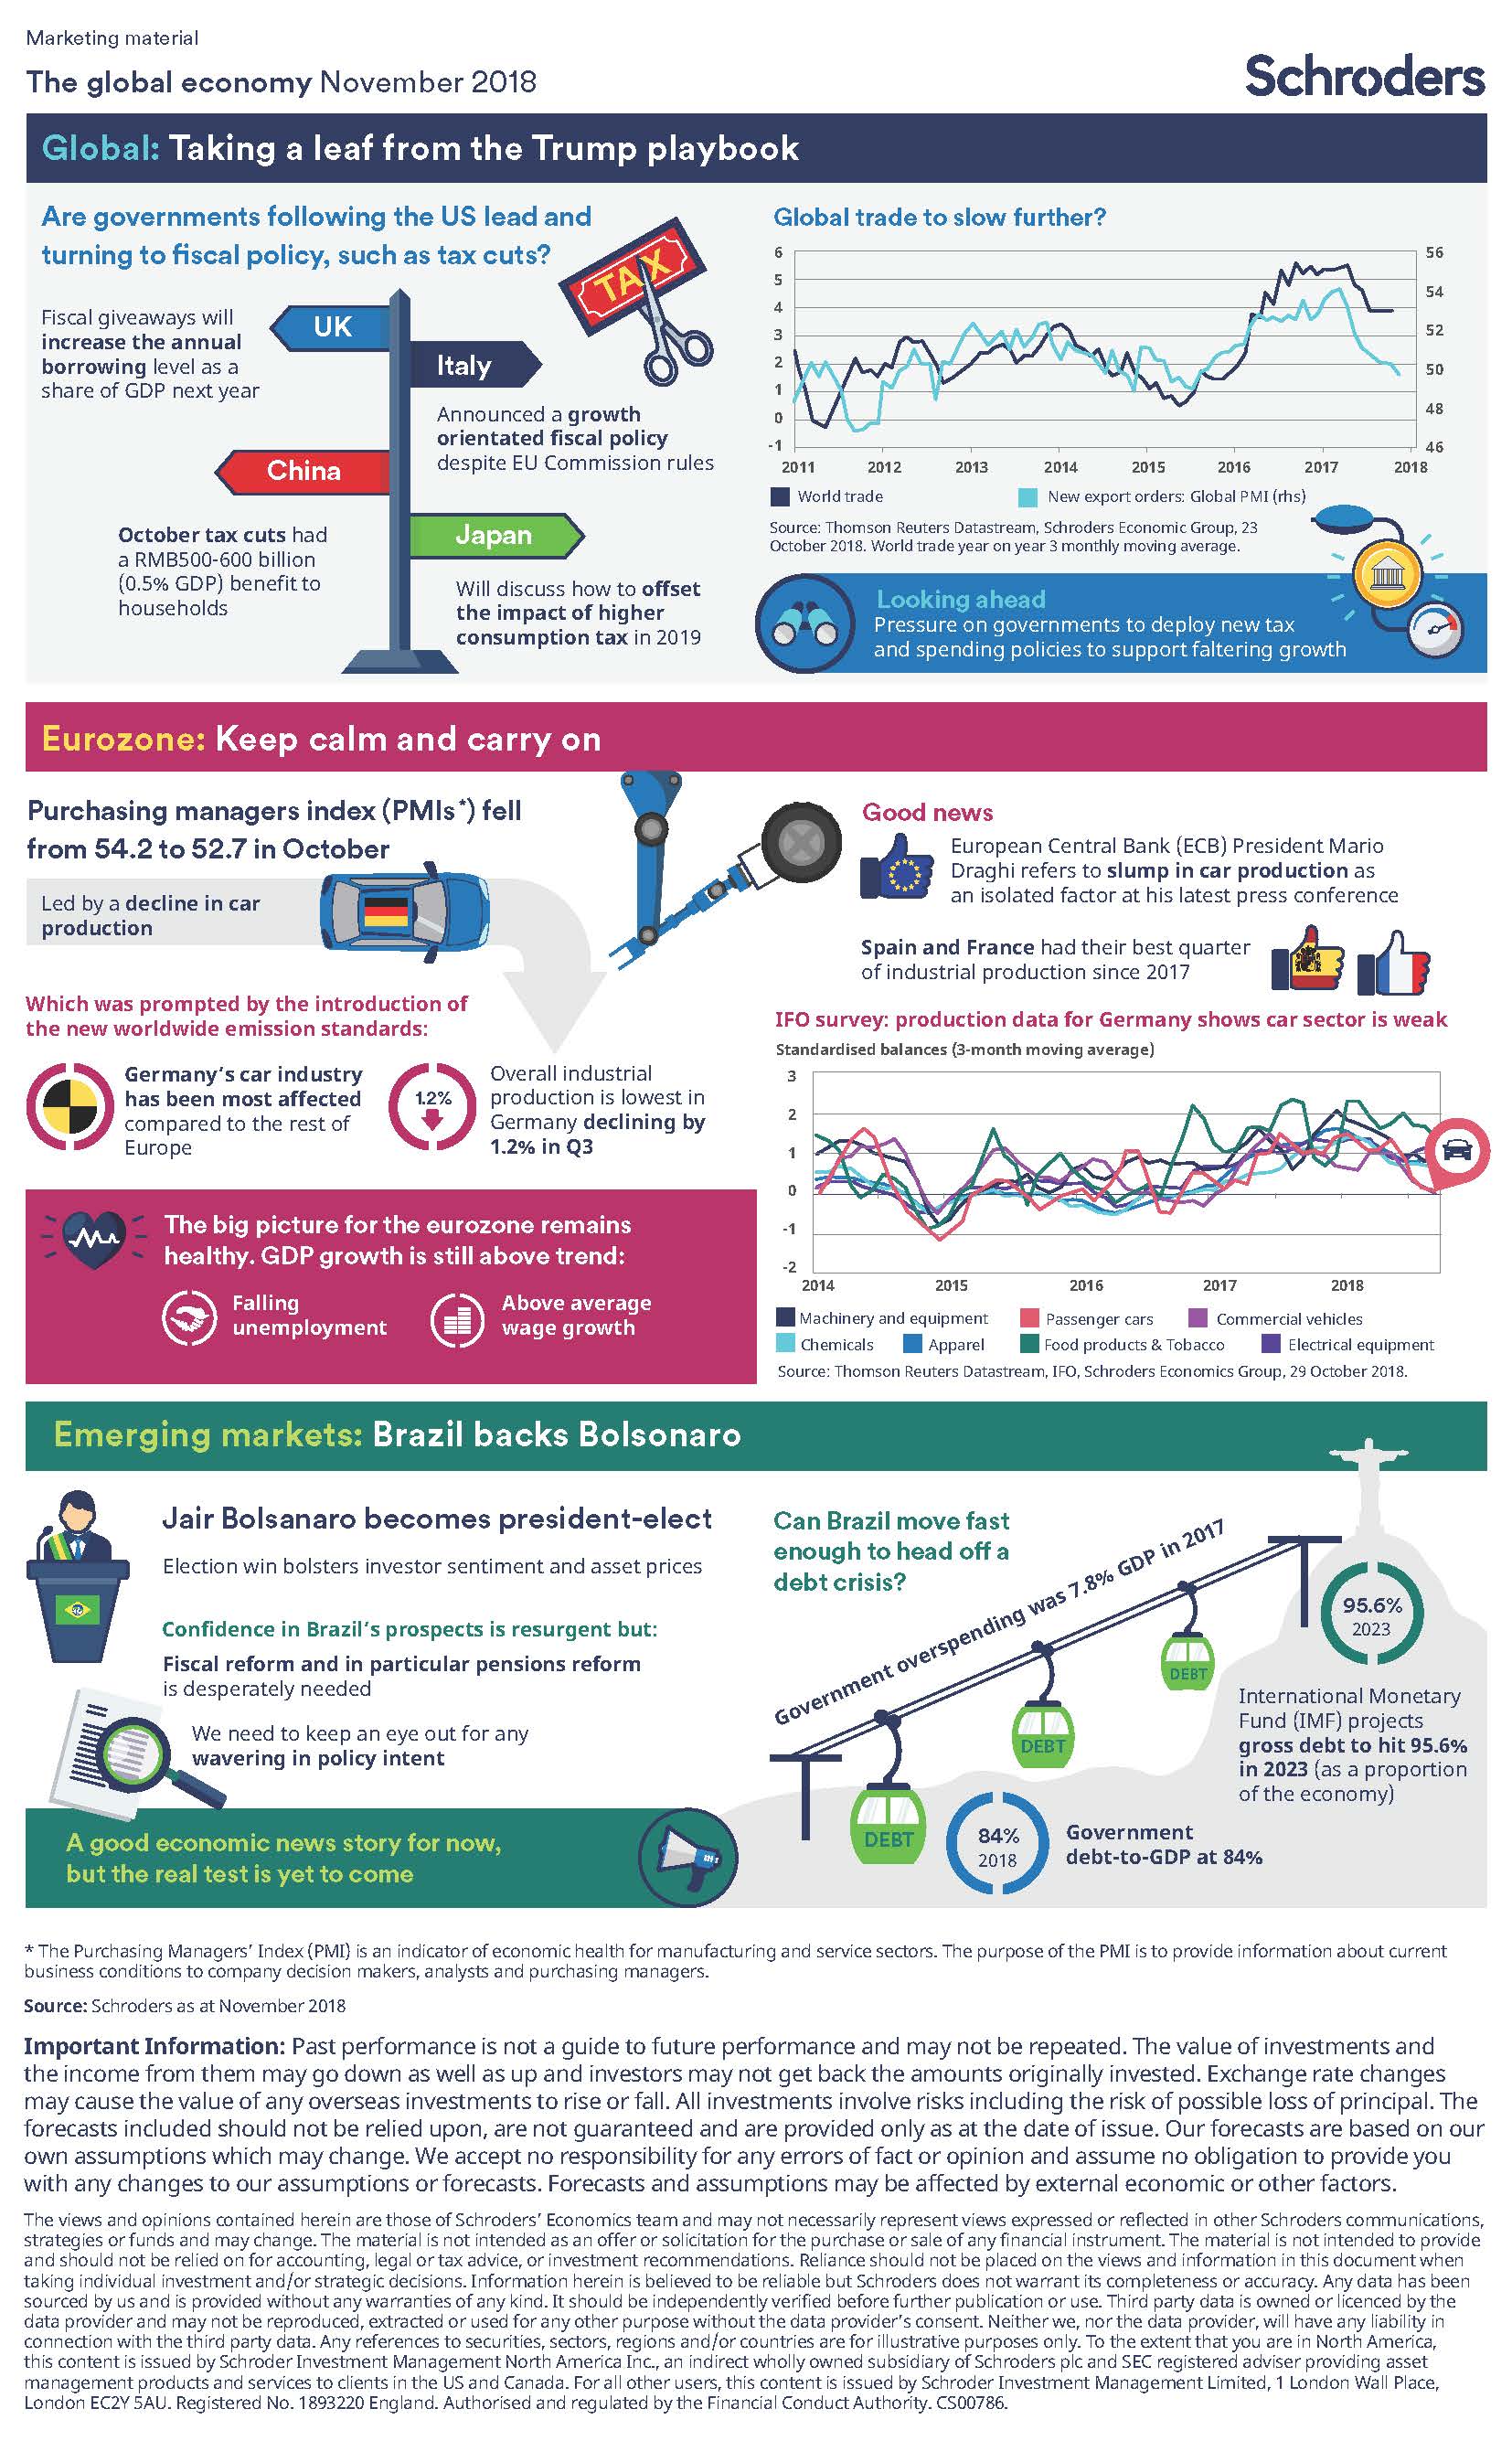 Marketing material
The global economy November 2018
Schroders
Global: Taking a leaf from the Trump playbook
Are governments following the US lead and
turning to fiscal policy, such as tax cuts?
TAX
Fiscal giveaways will
increase the annual
borrowing level as a
share of GDP next year
UK
Italy
Announced a growth
orientated fiscal policy
despite EU Commission rules
China
October tax cuts had
a RMB500-600 billion
(0.5% GDP) benefit to
households
Japan
Will discuss how to offset
the impact of higher
consumption tax in 2019
Global trade to slow further?
6
5
4
3
2
1
0
-1
56
54
52
50
48
46
2011 2012 2013 2014 2015 2016 2017 2018
World trade New export orders: Global PMI (rhs)
Source: Thomson Reuters Datastream, Schroders Economic Group, 23
October 2018. World trade year on year 3 monthly moving average.
Looking ahead
Pressure on governments to deploy new tax
and spending policies to support faltering growth
Eurozone: Keep calm and carry on
Purchasing managers index (PMIs*) fell
from 54.2 to 52.7 in October
Led by a decline in car
production
Which was prompted by the introduction of
the new worldwide emission standards:
Germany's car industry
has been most affected
compared to the rest of
Europe
1.2%
Overall industrial
production is lowest in
Germany declining by
1.2% in Q3
The big picture for the eurozone remains
healthy. GDP growth is still above trend:
Falling
unemployment
Above average
wage growth
Good news
European Central Bank (ECB) President Mario
Draghi refers to slump in car production as
an isolated factor at his latest press conference
Spain and France had their best quarter
of industrial production since 2017
IFO survey: production data for Germany shows car sector is weak
Standardised balances (3-month moving average)
3
2
1
0
-1
-2
2014 2015 2016 2017 2018
Machinery and equipment Passenger cars Commercial vehicles
Chemicals Apparel Food products & Tobacco Electrical equipment
Source: Thomson Reuters Datastream, IFO, Schroders Economics Group, 29 October 2018.
Emerging markets: Brazil backs Bolsonaro
Jair Bolsanaro becomes president-elect
Election win bolsters investor sentiment and asset prices
Confidence in Brazil's prospects is resurgent but:
Fiscal reform and in particular pensions reform
is desperately needed
We need to keep an eye out for any
wavering in policy intent
A good economic news story for now,
but the real test is yet to come
Can Brazil move fast
enough to head off a
debt crisis?
Government overspending was 7.8% GDP in 2017
DEBT
DEBT
DEBT
95.6%
2023
International Monetary
Fund (IMF) projects
gross debt to hit 95.6%
in 2023 (as a proportion
of the economy)
84%
2018
Government
debt-to-GDP at 84%
* The Purchasing Managers' Index (PMI) is an indicator of economic health for manufacturing and service sectors. The purpose of the PMI is to provide information about current
business conditions to company decision makers, analysts and purchasing managers.
Source: Schroders as at November 2018
Important Information: Past performance is not a guide to future performance and may not be repeated. The value of investments and
the income from them may go down as well as up and investors may not get back the amounts originally invested. Exchange rate changes
may cause the value of any overseas investments to rise or fall. All investments involve risks including the risk of possible loss of principal. The
forecasts included should not be relied upon, are not guaranteed and are provided only as at the date of issue. Our forecasts are based on our
own assumptions which may change. We accept no responsibility for any errors of fact or opinion and assume no obligation to provide you
with any changes to our assumptions or forecasts. Forecasts and assumptions may be affected by external economic or other factors.
The views and opinions contained herein are those of Schroders' Economics team and may not necessarily represent views expressed or reflected in other Schroders communications,
strategies or funds and may change. The material is not intended as an offer or solicitation for the purchase or sale of any financial instrument. The material is not intended to provide
and should not be relied on for accounting, legal or tax advice, or investment recommendations. Reliance should not be placed on the views and information in this document when
taking individual investment and/or strategic decisions. Information herein is believed to be reliable but Schroders does not warrant its completeness or accuracy. Any data has been
sourced by us and is provided without any warranties of any kind. It should be independently verified before further publication or use. Third party data is owned or licenced by the
data provider and may not be reproduced, extracted or used for any other purpose without the data provider's consent. Neither we, nor the data provider, will have any liability in
connection with the third party data. Any references to securities, sectors, regions and/or countries are for illustrative purposes only. To the extent that you are in North America,
this content is issued by Schroder Investment Management North America Inc., an indirect wholly owned subsidiary of Schroders plc and SEC registered adviser providing asset
management products and services to clients in the US and Canada. For all other users, this content is issued by Schroder Investment Management Limited, 1 London Wall Place,
London EC2Y 5AU. Registered No. 1893220 England. Authorised and regulated by the Financial Conduct Authority. CS00786.